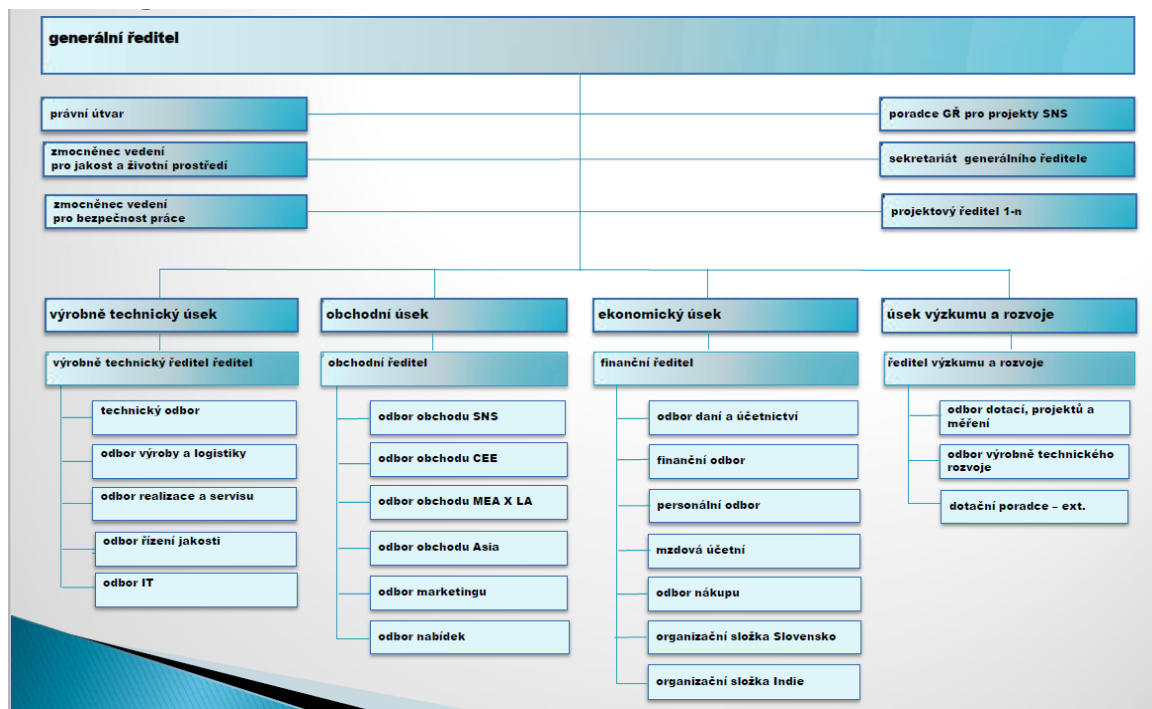 generální ředitel
právní útvar
poradce GŘ pro projekty SNS
zmocněnec vedení
pro jakost a životní prostředí
sekretariát generálního ředitele
zmocněnec vedení
pro bezpečnost práce
projektový ředitel 1-n
výrobně technický úsek
obchodní úsek
ekonomický úsek
úsek výzkumu a rozvoje
výrobně technický ředitel ředitel
obchodní ředitel
finanční ředitel
ředitel výzkumu a rozvoje
technický odbor
odbor výroby a logistiky
odbor realizace a servisu
odbor řízení jakosti
odbor IT
odbor obchodu SNS
odbor obchodu CEE
odbor obchodu MEA X LA
odbor obchodu Asia
odbor marketingu
odbor nabídek
odbor daní a účetnictví
finanční odbor
personální odbor
mzdová účetní
odbor nákupu
organizační složka Slovensko
organizační složka Indie
odbor dotací, projektů a
měření
odbor výrobně technického
rozvoje
dotační poradce – ext.